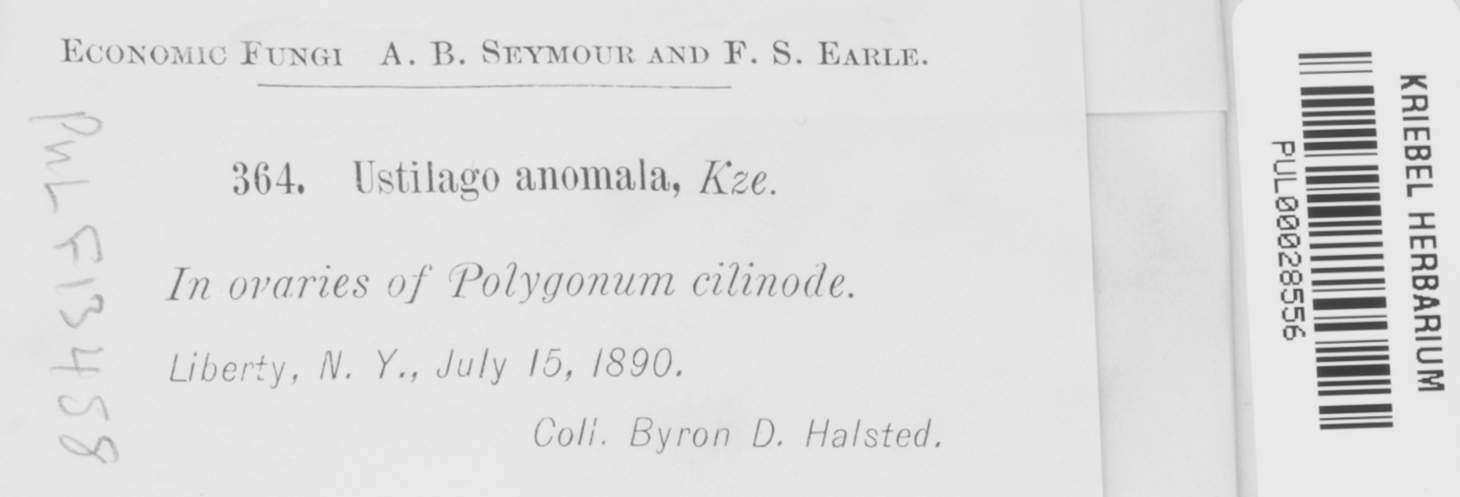 ECONOMIC FUNGI A. B. SEYMOUR AND F. S. EARLE.
364. Ustilago anomala, Kze.
In ovaries of Polygonum cilinode.
Liberty, N. Y., July 15, 1890.
Coll. Byron D. Halsted.
PUL F13458
KRIEBEL HERBARIUM
PUL00028556